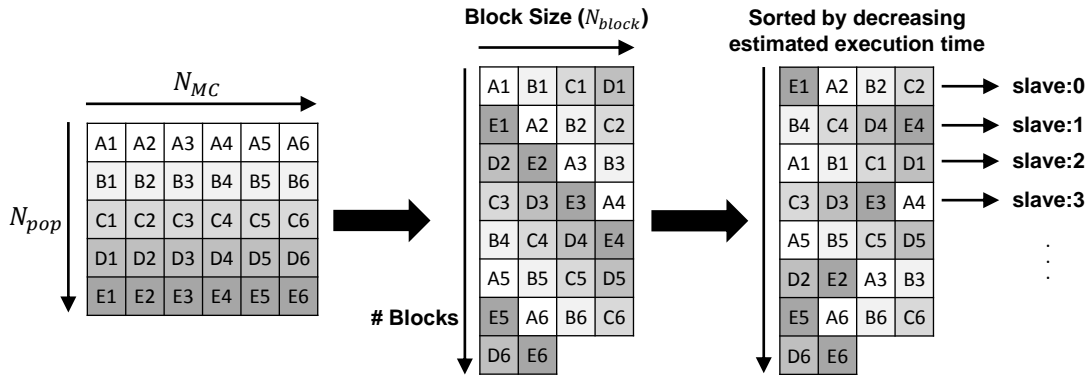 Block Size (N_block)
Sorted by decreasing
estimated execution time
N_MC
N_pop
A1 A2 A3 A4 A5 A6
B1 B2 B3 B4 B5 B6
C1 C2 C3 C4 C5 C6
D1 D2 D3 D4 D5 D6
E1 E2 E3 E4 E5 E6
# Blocks
A1 B1 C1 D1
E1 A2 B2 C2
D2 E2 A3 B3
C3 D3 E3 A4
B4 C4 D4 E4
A5 B5 C5 D5
E5 A6 B6 C6
D6 E6
E1 A2 B2 C2 slave:0
B4 C4 D4 E4 slave:1
A1 B1 C1 D1 slave:2
C3 D3 E3 A4 slave:3
A5 B5 C5 D5
D2 E2 A3 B3
E5 A6 B6 C6
D6 E6
.
.
.